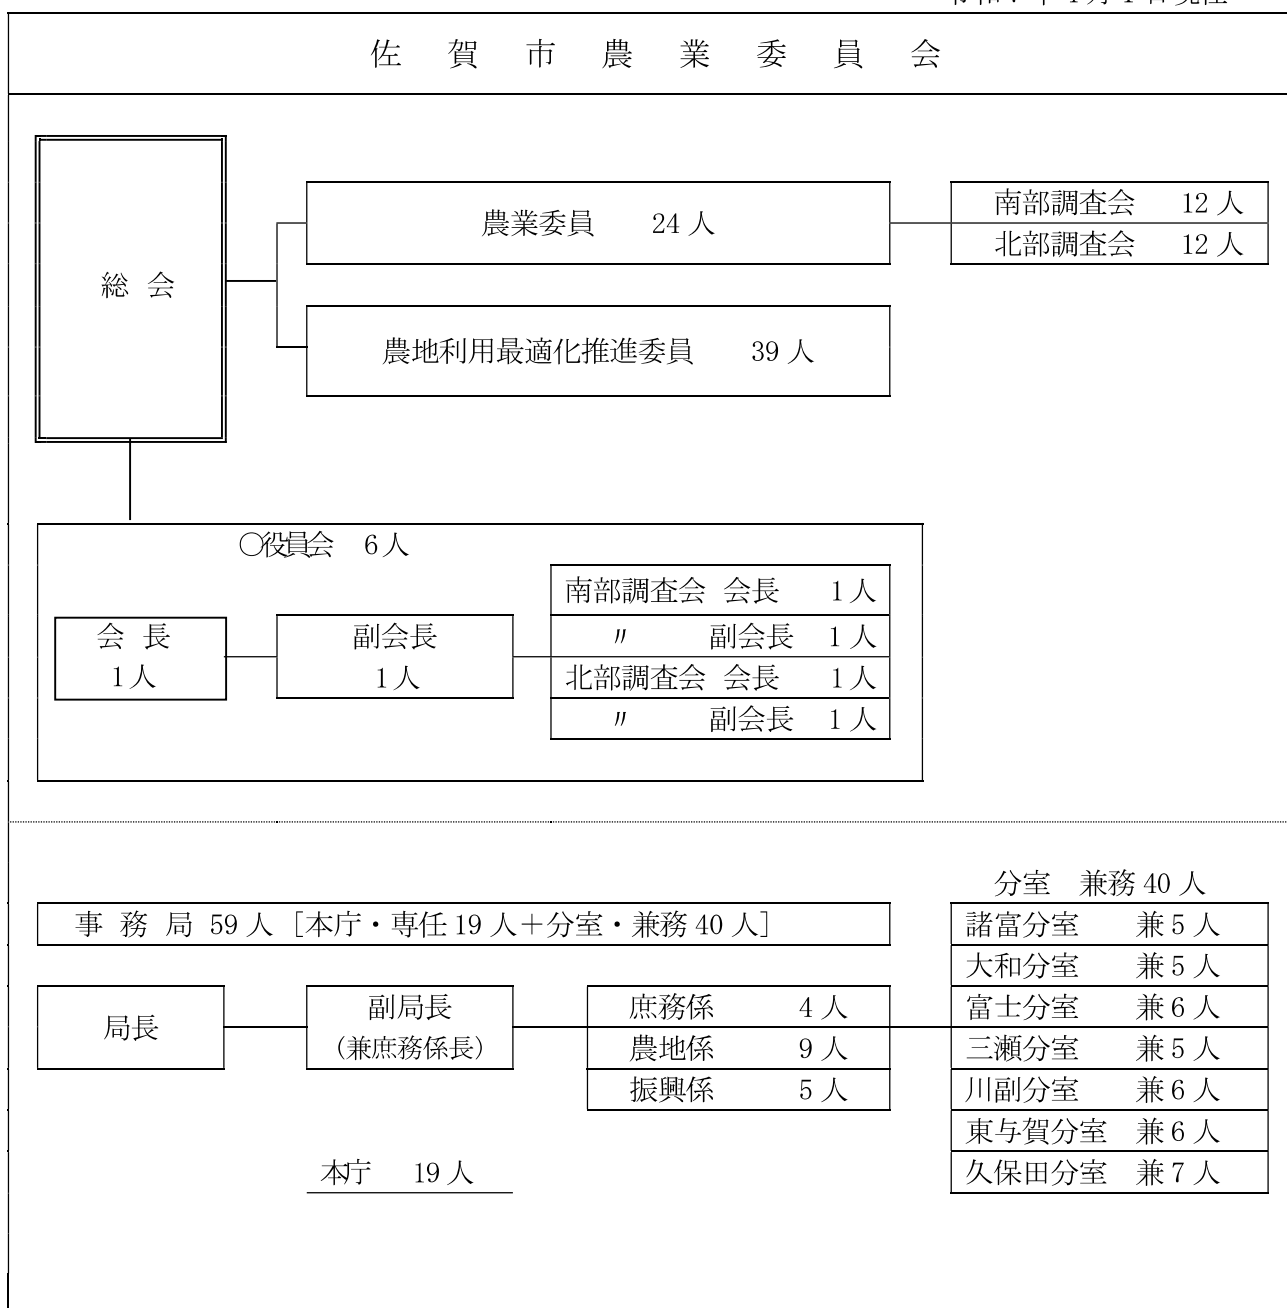 佐賀市農業委員会
総会
農業委員 24人
南部調査会 12人
北部調査会 12人
農地利用最適化推進委員 39人
○役員会 6人
会長
1人
副会長
1人
南部調査会 会長 1人
〃 副会長 1人
北部調査会 会長 1人
〃 副会長 1人
事務局 59人［本庁・専任19人＋分室・兼務40人］
局長
副局長
(兼庶務係長)
庶務係 4人
農地係 9人
振興係 5人
本庁 19人
分室 兼務40人
諸富分室 兼5人
大和分室 兼5人
富士分室 兼6人
三瀬分室 兼5人
川副分室 兼6人
東与賀分室 兼6人
久保田分室 兼7人